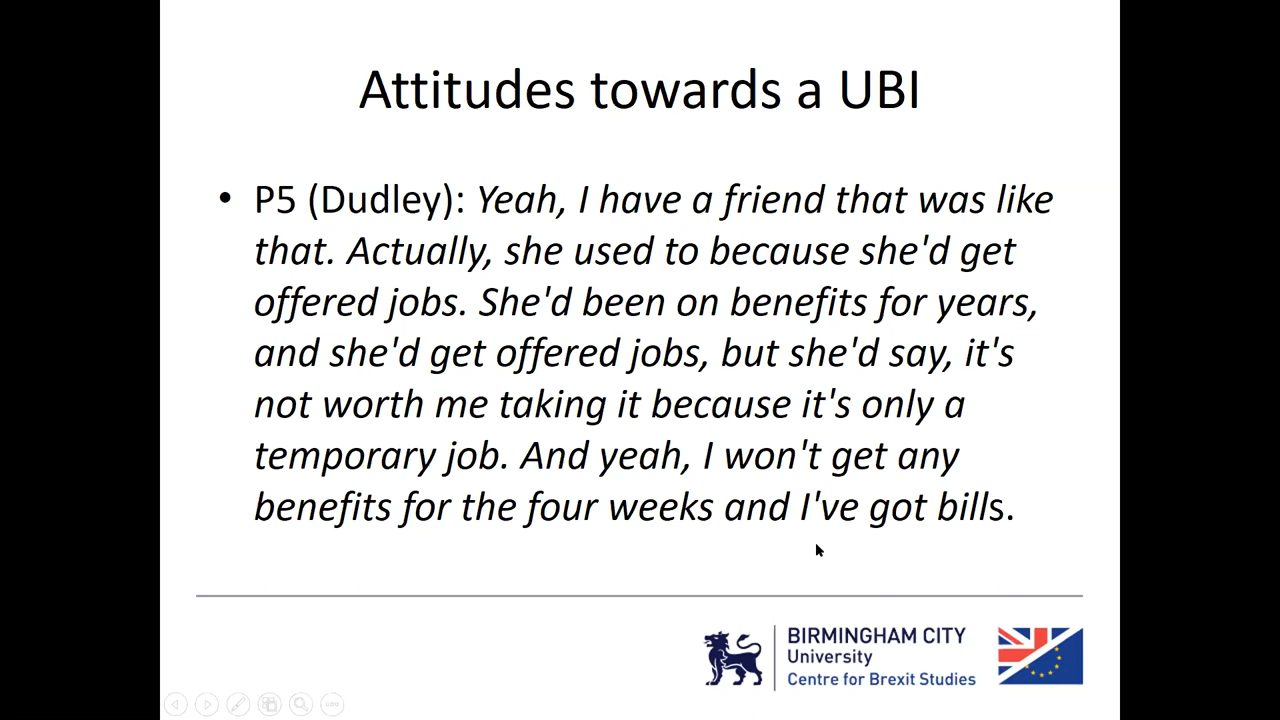 Attitudes towards a UBI
• P5 (Dudley): Yeah, I have a friend that was like
that. Actually, she used to because she'd get
offered jobs. She'd been on benefits for years,
and she'd get offered jobs, but she'd say, it's
not worth me taking it because it's only a
temporary job. And yeah, I won't get any
benefits for the four weeks and I've got bills.
BIRMINGHAM CITY
University
Centre for Brexit Studies